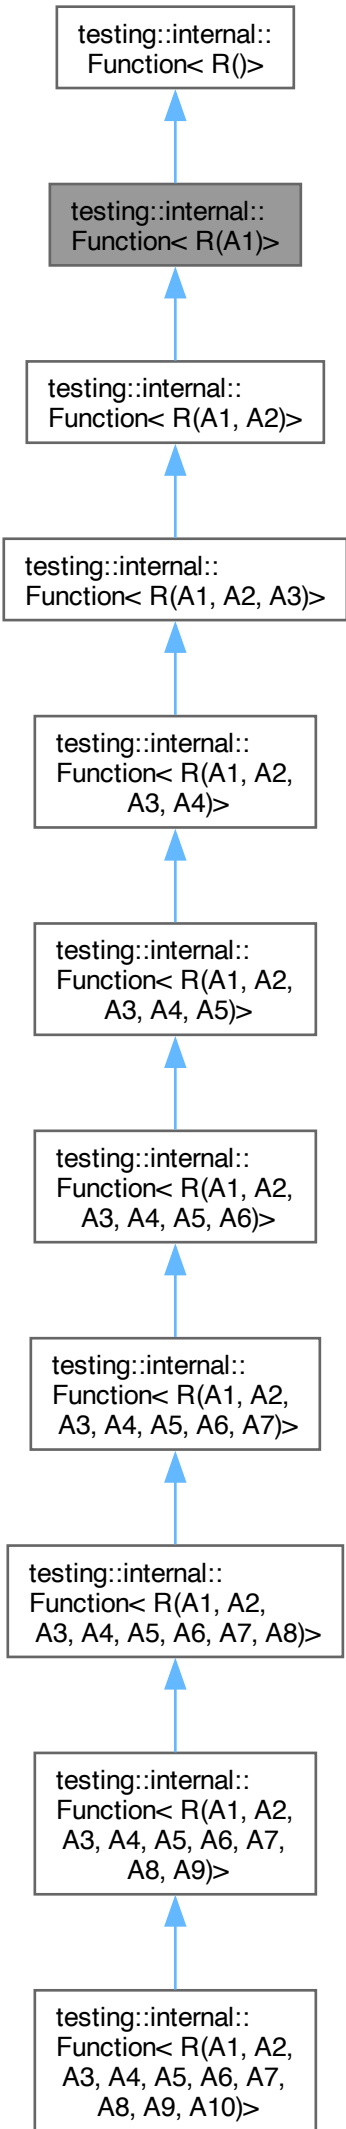 testing::internal::
Function< R()>
testing::internal::
Function< R(A1)>
testing::internal::
Function< R(A1, A2)>
testing::internal::
Function< R(A1, A2, A3)>
testing::internal::
Function< R(A1, A2,
A3, A4)>
testing::internal::
Function< R(A1, A2,
A3, A4, A5)>
testing::internal::
Function< R(A1, A2,
A3, A4, A5, A6)>
testing::internal::
Function< R(A1, A2,
A3, A4, A5, A6, A7)>
testing::internal::
Function< R(A1, A2,
A3, A4, A5, A6, A7, A8)>
testing::internal::
Function< R(A1, A2,
A3, A4, A5, A6, A7,
A8, A9)>
testing::internal::
Function< R(A1, A2,
A3, A4, A5, A6, A7,
A8, A9, A10)>